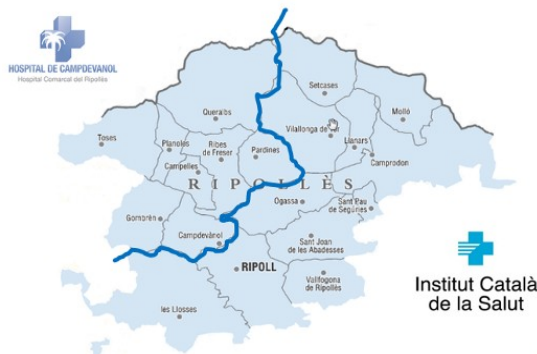 HOSPITAL DE CAMPDEVÀNOL
Hospital Comarcal del Ripollès
Setcases
Queralbs
Molló
Toses
Vilallonga de Ter
Planoles
Ribes
de Freser
Pardines
Llanars
Camprodon
Campelles
RIPOLLÈS
Ogassa
Sant Pau
de Segúries
Gombrèn
Campdevànol
Sant Joan
de les Abadesses
RIPOLL
Vallfogona
de Ripollès
les Llosses
Institut Català
de la Salut